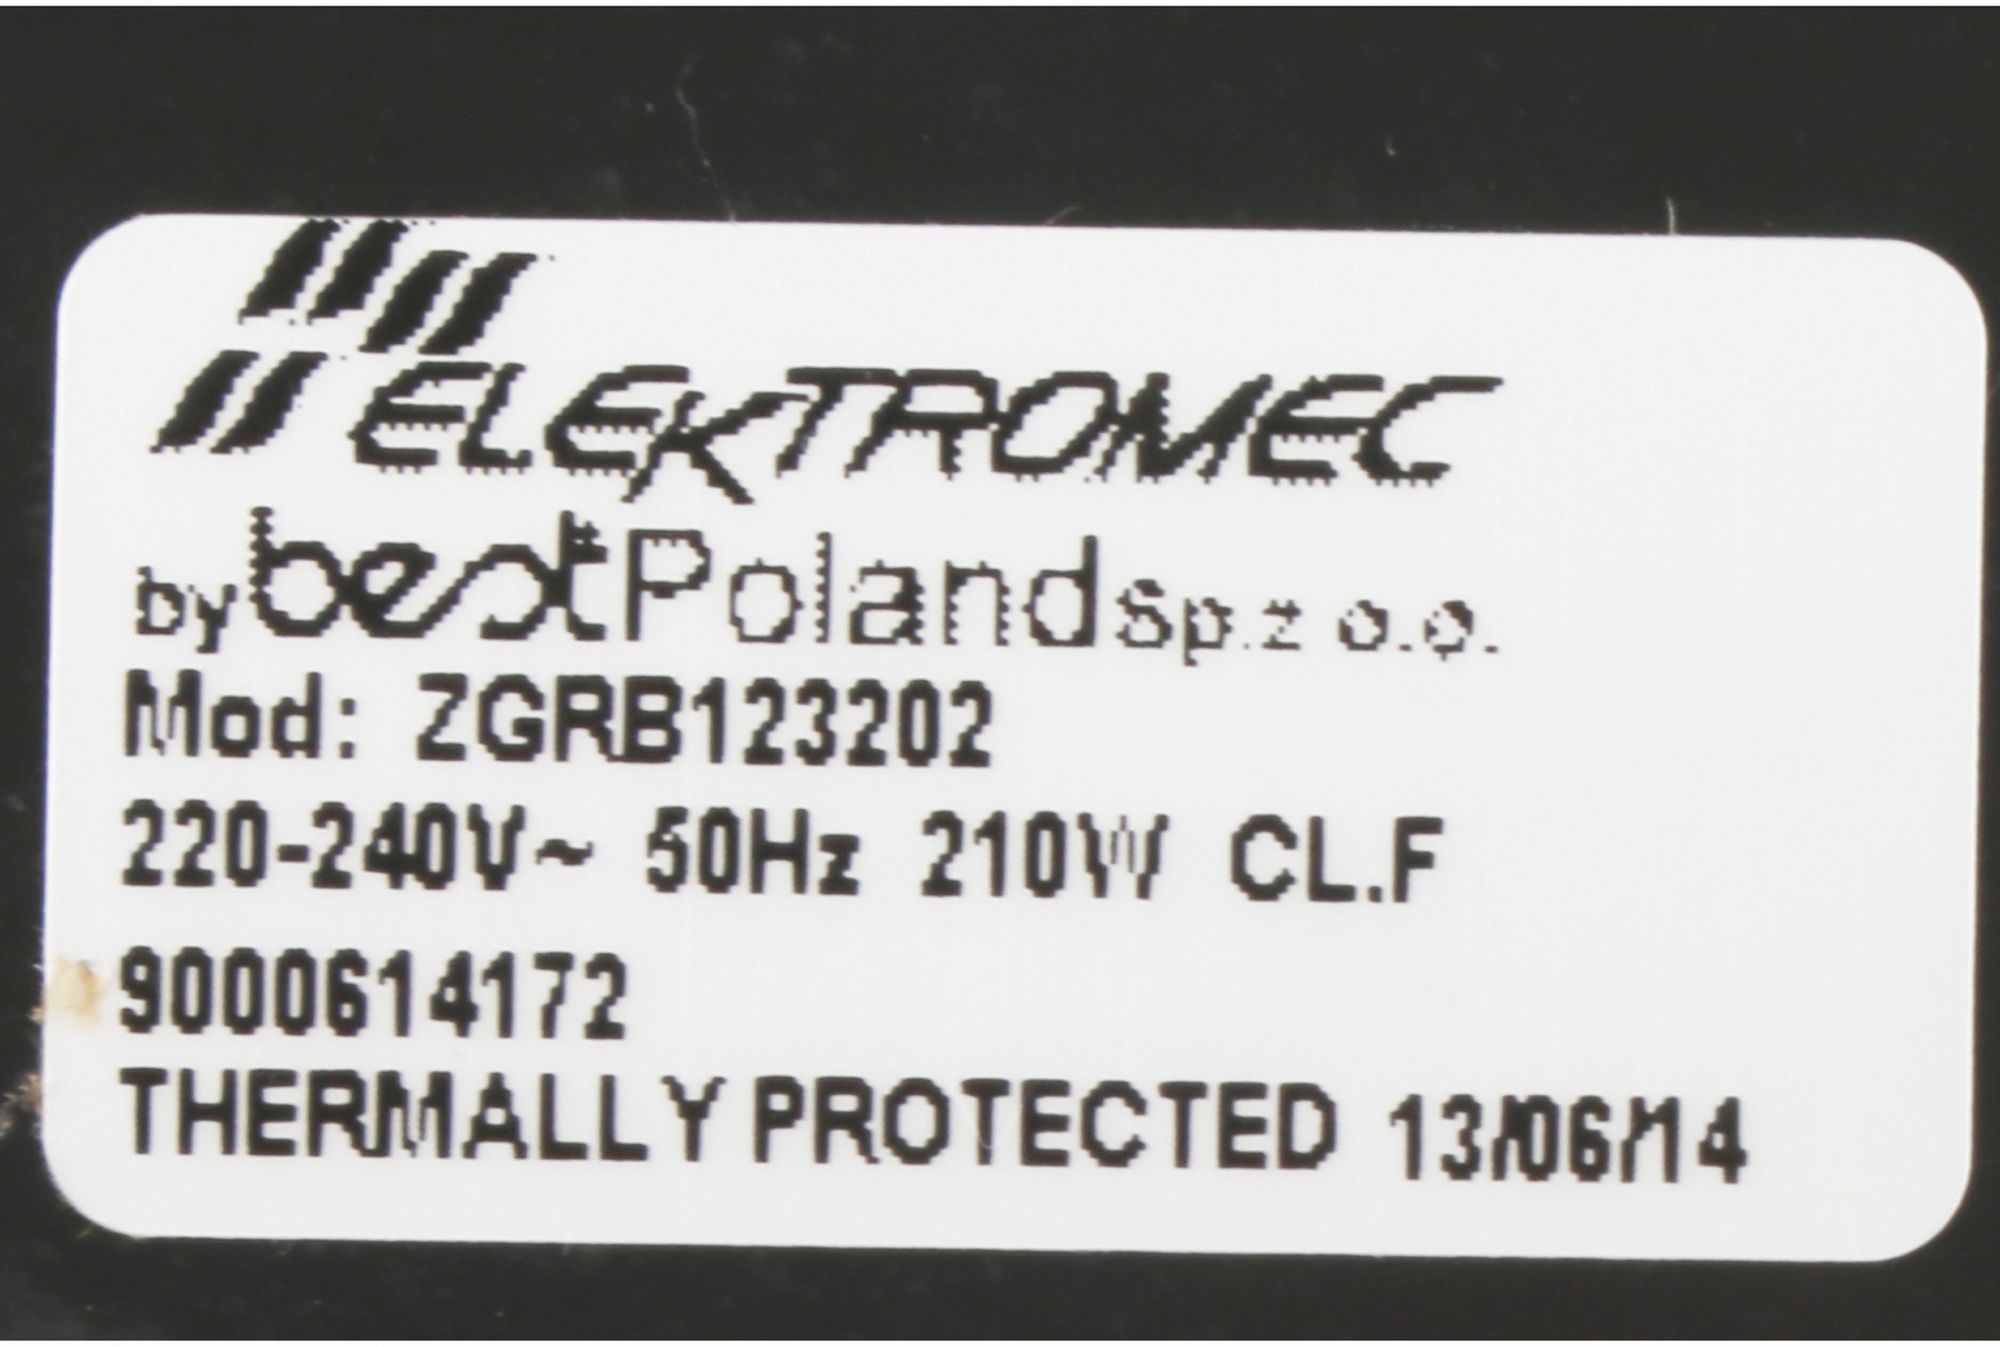 ELEKTROMEC
by best Poland sp.z o.o.
Mod: ZGRB123202
220-240V~ 50Hz 210W CL.F
9000614172
THERMALLY PROTECTED 13/06/14